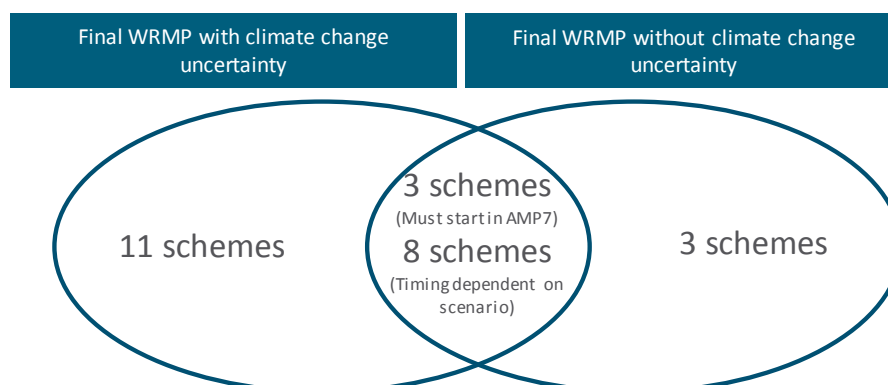 Final WRMP with climate change
uncertainty
Final WRMP without climate change
uncertainty
11 schemes
3 schemes
(Must start in AMP7)
8 schemes
(Timing dependent on
scenario)
3 schemes